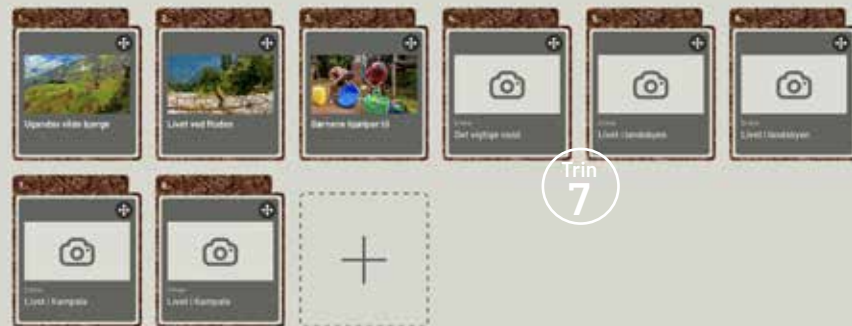 Ugandas vilde bjerge
Livet ved floden
Børnene hjælper til
Det vigtige vand
Livet i landsbyen
Livet i landsbyen
Trin
7
Livet i Kampala
Livet i Kampala